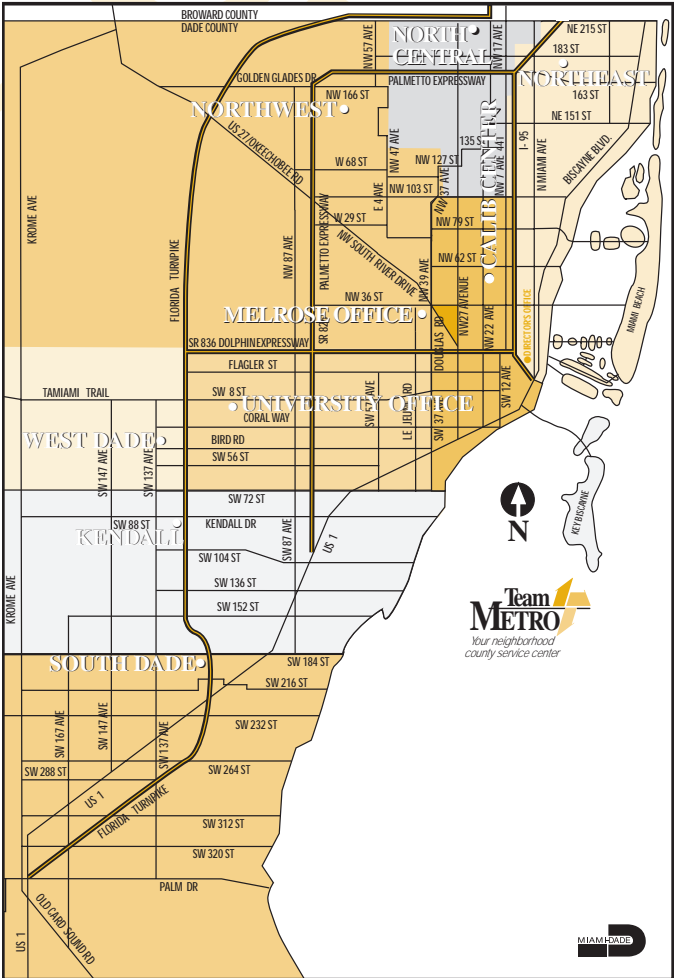 BROWARD COUNTY
DADE COUNTY
NW 57 AVE
NORTH
CENTRAL
NW 17 AVE
NE 215 ST
183 ST
NORTHEAST
GOLDEN GLADES DR
PALMETTO EXPRESSWAY
163 ST
NW 166 ST
NORTHWEST
NE 151 ST
US 27/OKEECHOBEE RD
135 ST
NW 7 AVE 441
I- 95
N MIAMI AVE
BISCAYNE BLVD.
NW 47 AVE
NW 127 ST
W 68 ST
NW 37 AVE
E 4 AVE
NW 103 ST
CALIB CENTER
KROME AVE
W 29 ST
NW 79 ST
FLORIDA TURNPIKE
NW 87 AVE
PALMETTO EXPRESSWAY
NW SOUTH RIVER DRIVE
NW 62 ST
NW 39 AVE
NW 36 ST
NW27 AVENUE
MIAMI BEACH
MELROSE OFFICE
SR 826
DOUGLAS RD
NW 22 AVE
DIRECTOR'S OFFICE
SR 836 DOLPHIN EXPRESSWAY
FLAGLER ST
TAMIAMI TRAIL
SW 8 ST
SW 57 AVE
LE JEUNE RD
SW 37 AVE
SW 12 AVE
UNIVERSITY OFFICE
CORAL WAY
WEST DADE
BIRD RD
SW 147 AVE
SW 137 AVE
SW 56 ST
SW 72 ST
SW 88 ST
KENDALL DR
KENDALL
SW 87 AVE
US 1
N
KEY BISCAYNE
SW 104 ST
KROME AVE
SW 136 ST
SW 152 ST
Team
METRO
Your neighborhood
county service center
SOUTH DADE
SW 184 ST
SW 216 ST
SW 167 AVE
SW 147 AVE
SW 137 AVE
SW 232 ST
SW 288 ST
SW 264 ST
US 1
FLORIDA TURNPIKE
SW 312 ST
SW 320 ST
PALM DR
US 1
OLD CARD SOUND RD
MIAMI-DADE